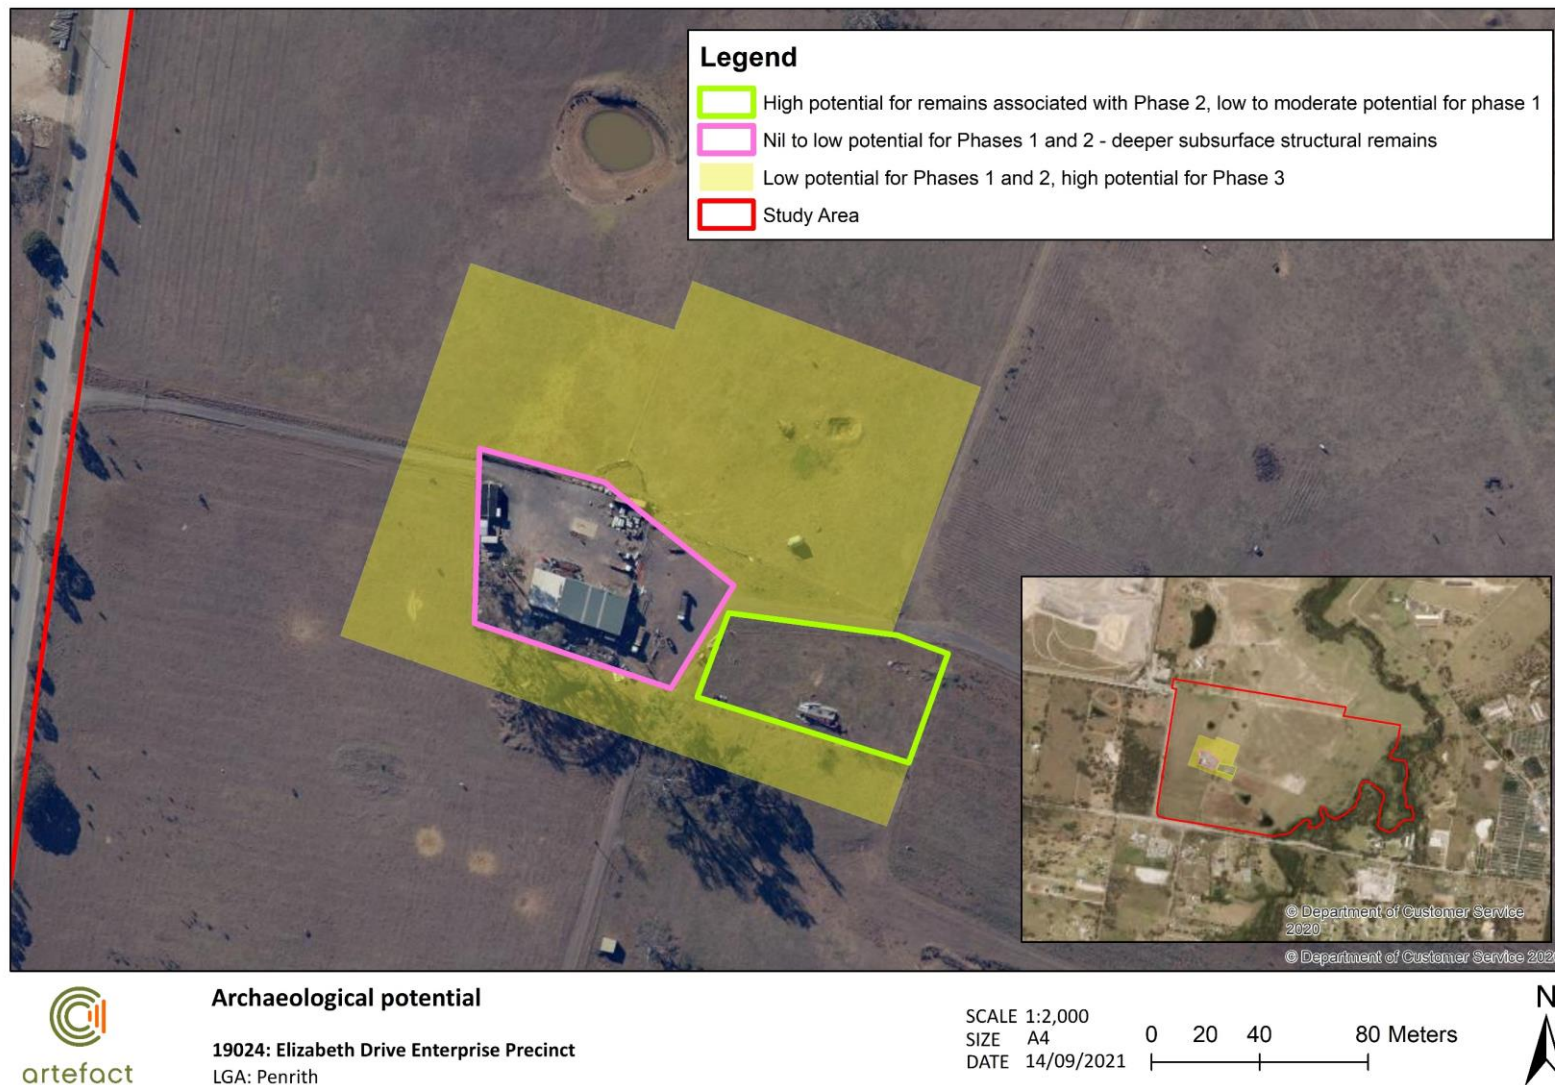 Legend
High potential for remains associated with Phase 2, low to moderate potential for phase 1
Nil to low potential for Phases 1 and 2 - deeper subsurface structural remains
Low potential for Phases 1 and 2, high potential for Phase 3
Study Area
© Department of Customer Service
2020
© Department of Customer Service 202
artefact
Archaeological potential
19024: Elizabeth Drive Enterprise Precinct
LGA: Penrith
SCALE 1:2,000
SIZE A4
DATE 14/09/2021
0 20 40 80 Meters
N